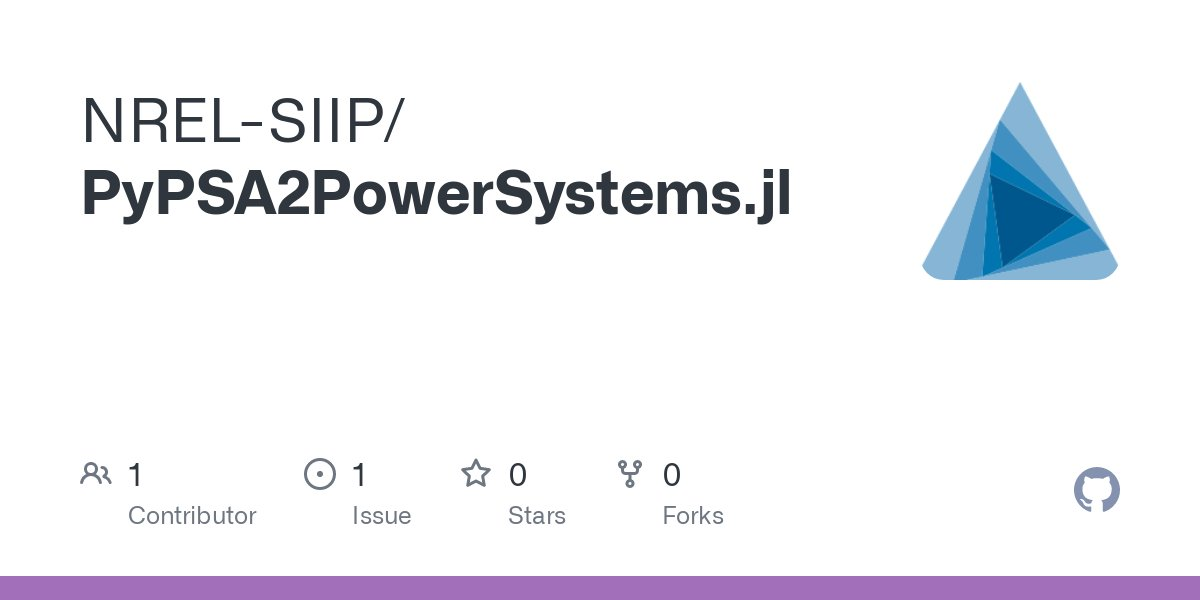 NREL-SIIP/
PyPSA2PowerSystems.jl
1 1 0 0
Contributor Issue Stars Forks